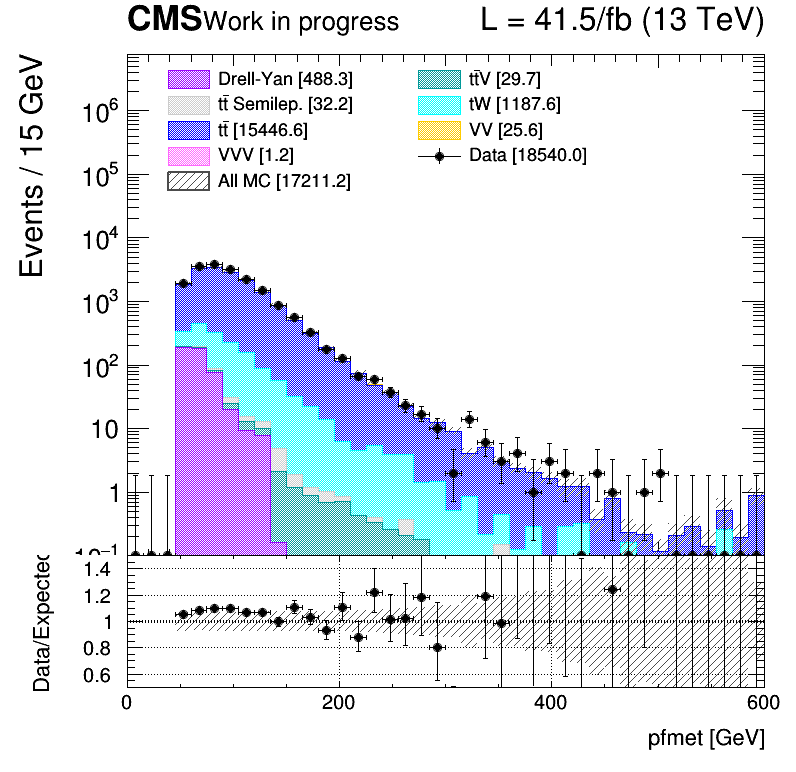 CMS Work in progress L = 41.5/fb (13 TeV)
Drell-Yan [488.3] tt̄V [29.7]
tt̄ Semilep. [32.2] tW [1187.6]
tt̄ [15446.6] VV [25.6]
VVV [1.2] Data [18540.0]
All MC [17211.2]
Events / 15 GeV
10⁶
10⁵
10⁴
10³
10²
10
1
10⁻¹
Data/Expected
1.4
1.2
1
0.8
0.6
0 200 400 600
pfmet [GeV]